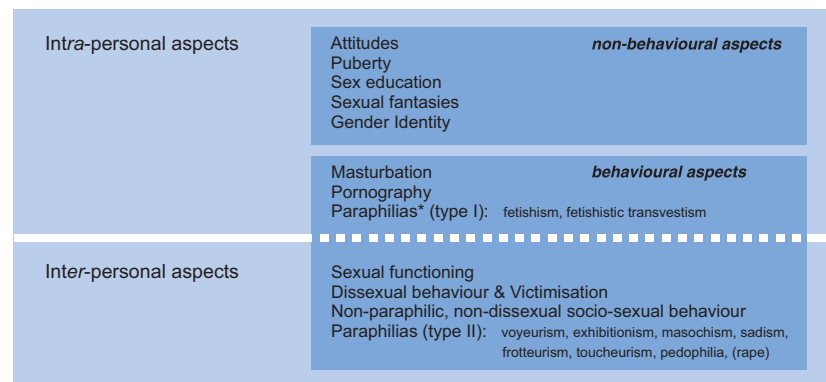 Intra-personal aspects
Attitudes non-behavioural aspects
Puberty
Sex education
Sexual fantasies
Gender Identity
Masturbation behavioural aspects
Pornography
Paraphilias* (type I): fetishism, fetishistic transvestism
Inter-personal aspects
Sexual functioning
Dissexual behaviour & Victimisation
Non-paraphilic, non-dissexual socio-sexual behaviour
Paraphilias (type II): voyeurism, exhibitionism, masochism, sadism,
frotteurism, toucheurism, pedophilia, (rape)